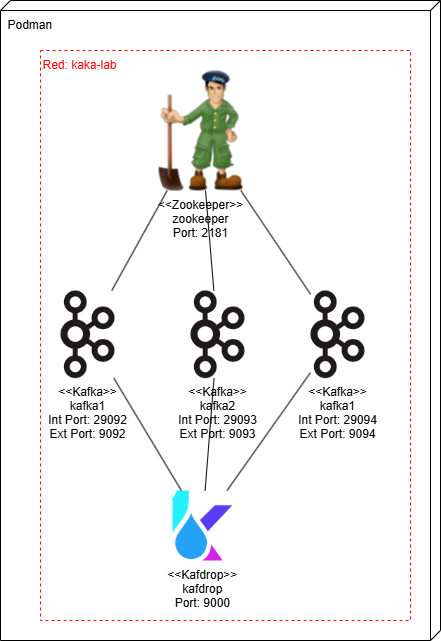 Podman
Red: kaka-lab
<<Zookeeper>>
zookeeper
Port: 2181
<<Kafka>>
kafka1
Int Port: 29092
Ext Port: 9092
<<Kafka>>
kafka2
Int Port: 29093
Ext Port: 9093
<<Kafka>>
kafka1
Int Port: 29094
Ext Port: 9094
<<Kafdrop>>
kafdrop
Port: 9000